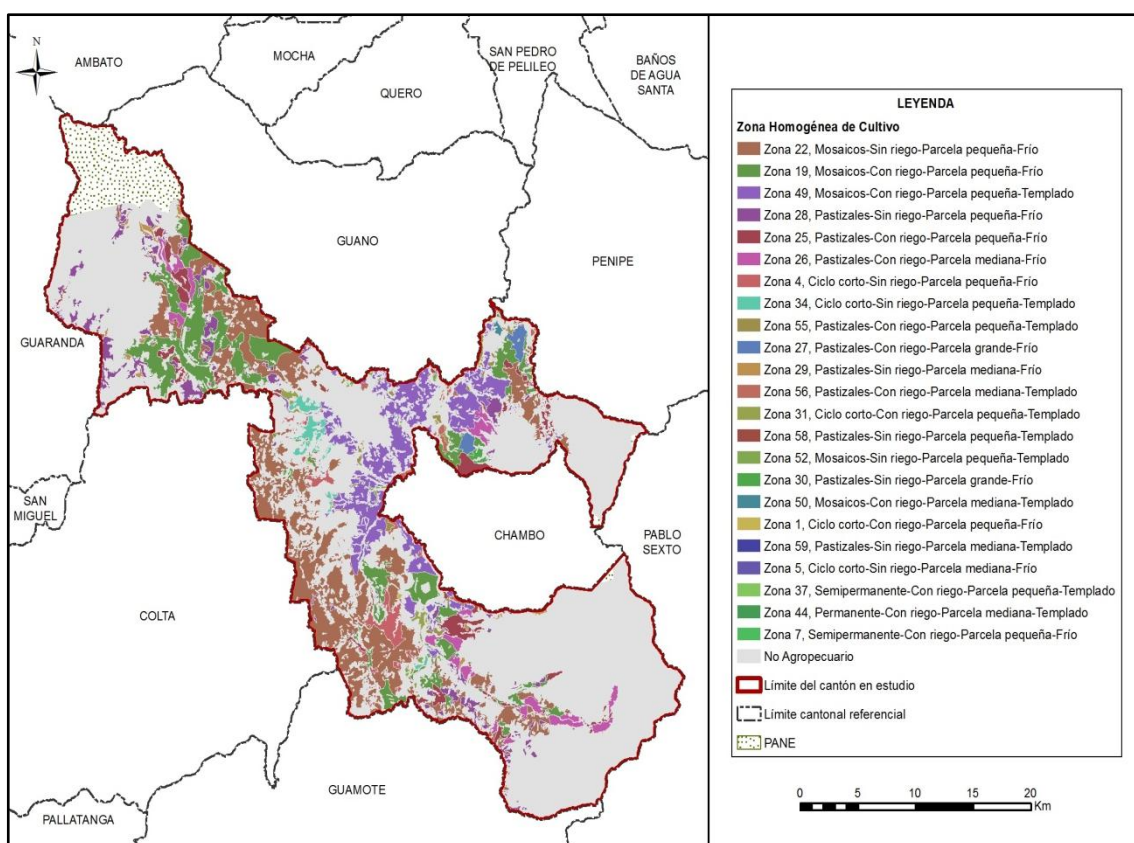 N
AMBATO
MOCHA
SAN PEDRO
DE PELILEO
BAÑOS
DE AGUA
SANTA
QUERO
GUANO
PENIPE
GUARANDA
SAN
MIGUEL
CHAMBO
PABLO
SEXTO
COLTA
GUAMOTE
PALLATANGA
LEYENDA
Zona Homogénea de Cultivo
Zona 22, Mosaicos-Sin riego-Parcela pequeña-Frío
Zona 19, Mosaicos-Con riego-Parcela pequeña-Frío
Zona 49, Mosaicos-Con riego-Parcela pequeña-Templado
Zona 28, Pastizales-Sin riego-Parcela pequeña-Frío
Zona 25, Pastizales-Con riego-Parcela pequeña-Frío
Zona 26, Pastizales-Con riego-Parcela mediana-Frío
Zona 4, Ciclo corto-Sin riego-Parcela pequeña-Frío
Zona 34, Ciclo corto-Sin riego-Parcela pequeña-Templado
Zona 55, Pastizales-Con riego-Parcela pequeña-Templado
Zona 27, Pastizales-Con riego-Parcela grande-Frío
Zona 29, Pastizales-Sin riego-Parcela mediana-Frío
Zona 56, Pastizales-Con riego-Parcela mediana-Templado
Zona 31, Ciclo corto-Con riego-Parcela pequeña-Templado
Zona 58, Pastizales-Sin riego-Parcela pequeña-Templado
Zona 52, Mosaicos-Sin riego-Parcela pequeña-Templado
Zona 30, Pastizales-Sin riego-Parcela grande-Frío
Zona 50, Mosaicos-Con riego-Parcela mediana-Templado
Zona 1, Ciclo corto-Con riego-Parcela pequeña-Frío
Zona 59, Pastizales-Sin riego-Parcela mediana-Templado
Zona 5, Ciclo corto-Sin riego-Parcela mediana-Frío
Zona 37, Semipermanente-Con riego-Parcela pequeña-Templado
Zona 44, Permanente-Con riego-Parcela mediana-Templado
Zona 7, Semipermanente-Con riego-Parcela pequeña-Frío
No Agropecuario
Límite del cantón en estudio
Límite cantonal referencial
PANE
0 5 10 15 20
Km